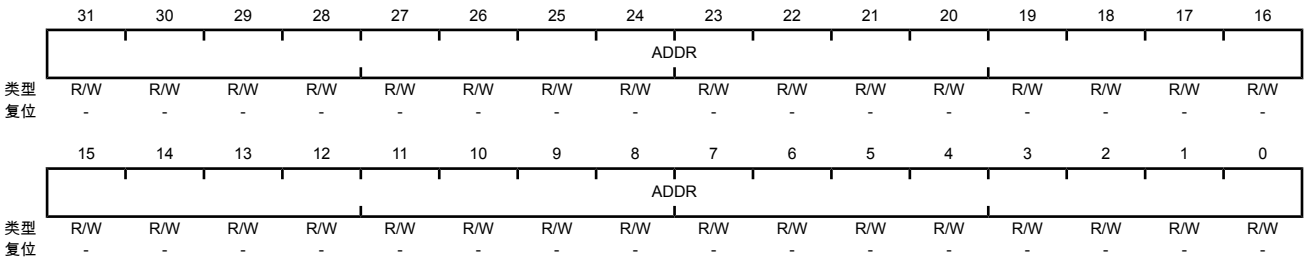 31 30 29 28 27 26 25 24 23 22 21 20 19 18 17 16
ADDR
类型 R/W R/W R/W R/W R/W R/W R/W R/W R/W R/W R/W R/W R/W R/W R/W R/W
复位 - - - - - - - - - - - - - - - -
15 14 13 12 11 10 9 8 7 6 5 4 3 2 1 0
ADDR
类型 R/W R/W R/W R/W R/W R/W R/W R/W R/W R/W R/W R/W R/W R/W R/W R/W
复位 - - - - - - - - - - - - - - - -